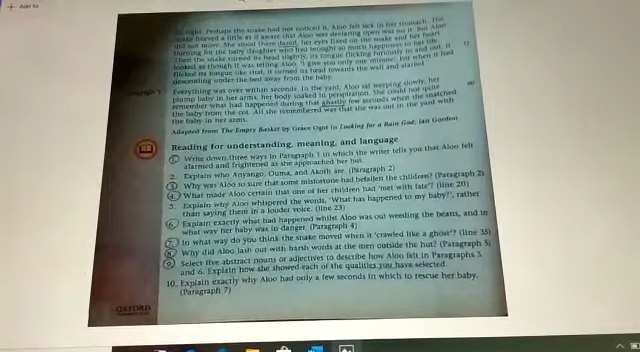 Add to
the right. Perhaps the snake had not noticed it. Aloo felt sick in her stomach. The
snake heaved a little as if aware that Aloo was declaring open war on it. But Aloo
did not move. She stood there dazed, her eyes fixed on the snake and her heart
burning for the baby daughter who had brought so much happiness to her life.
Then the snake turned its head slightly, its tongue flicking furiously in and out. It
looked as though it was telling Aloo, 'I give you only one minute', for when it had
flicked its tongue like that, it turned its head towards the wall and started
descending under the bed away from the baby.
Everything was over within seconds. In the yard, Aloo sat weeping slowly, her
plump baby in her arms, her body soaked in perspiration. She could not quite
remember what had happened during that ghastly few seconds when she snatched
the baby from the cot. All she remembered was that she was out in the yard with
the baby in her arms.
60
Adapted from The Empty Basket by Grace Ogot in Looking for a Rain God; Ian Gordon
Reading for understanding, meaning, and language
1. Write down three ways in Paragraph 1 in which the writer tells you that Aloo felt
alarmed and frightened as she approached her hut.
2. Explain who Anyango, Ouma, and Akoth are. (Paragraph 2)
3. Why was Aloo so sure that some misfortune had befallen the children? (Paragraph 2)
4. What made Aloo certain that one of her children had 'met with fate'? (line 20)
5. Explain why Aloo whispered the words, 'What has happened to my baby?', rather
than saying them in a louder voice. (line 23)
6. Explain exactly what had happened whilst Aloo was out weeding the beans, and in
what way her baby was in danger. (Paragraph 4)
7. In what way do you think the snake moved when it 'crawled like a ghost'? (line 35)
8. Why did Aloo lash out with harsh words at the men outside the hut? (Paragraph 5)
9. Select five abstract nouns or adjectives to describe how Aloo felt in Paragraphs 5
and 6. Explain how she showed each of the qualities you have selected.
10. Explain exactly why Aloo had only a few seconds in which to rescue her baby.
(Paragraph 7)
OXFORD